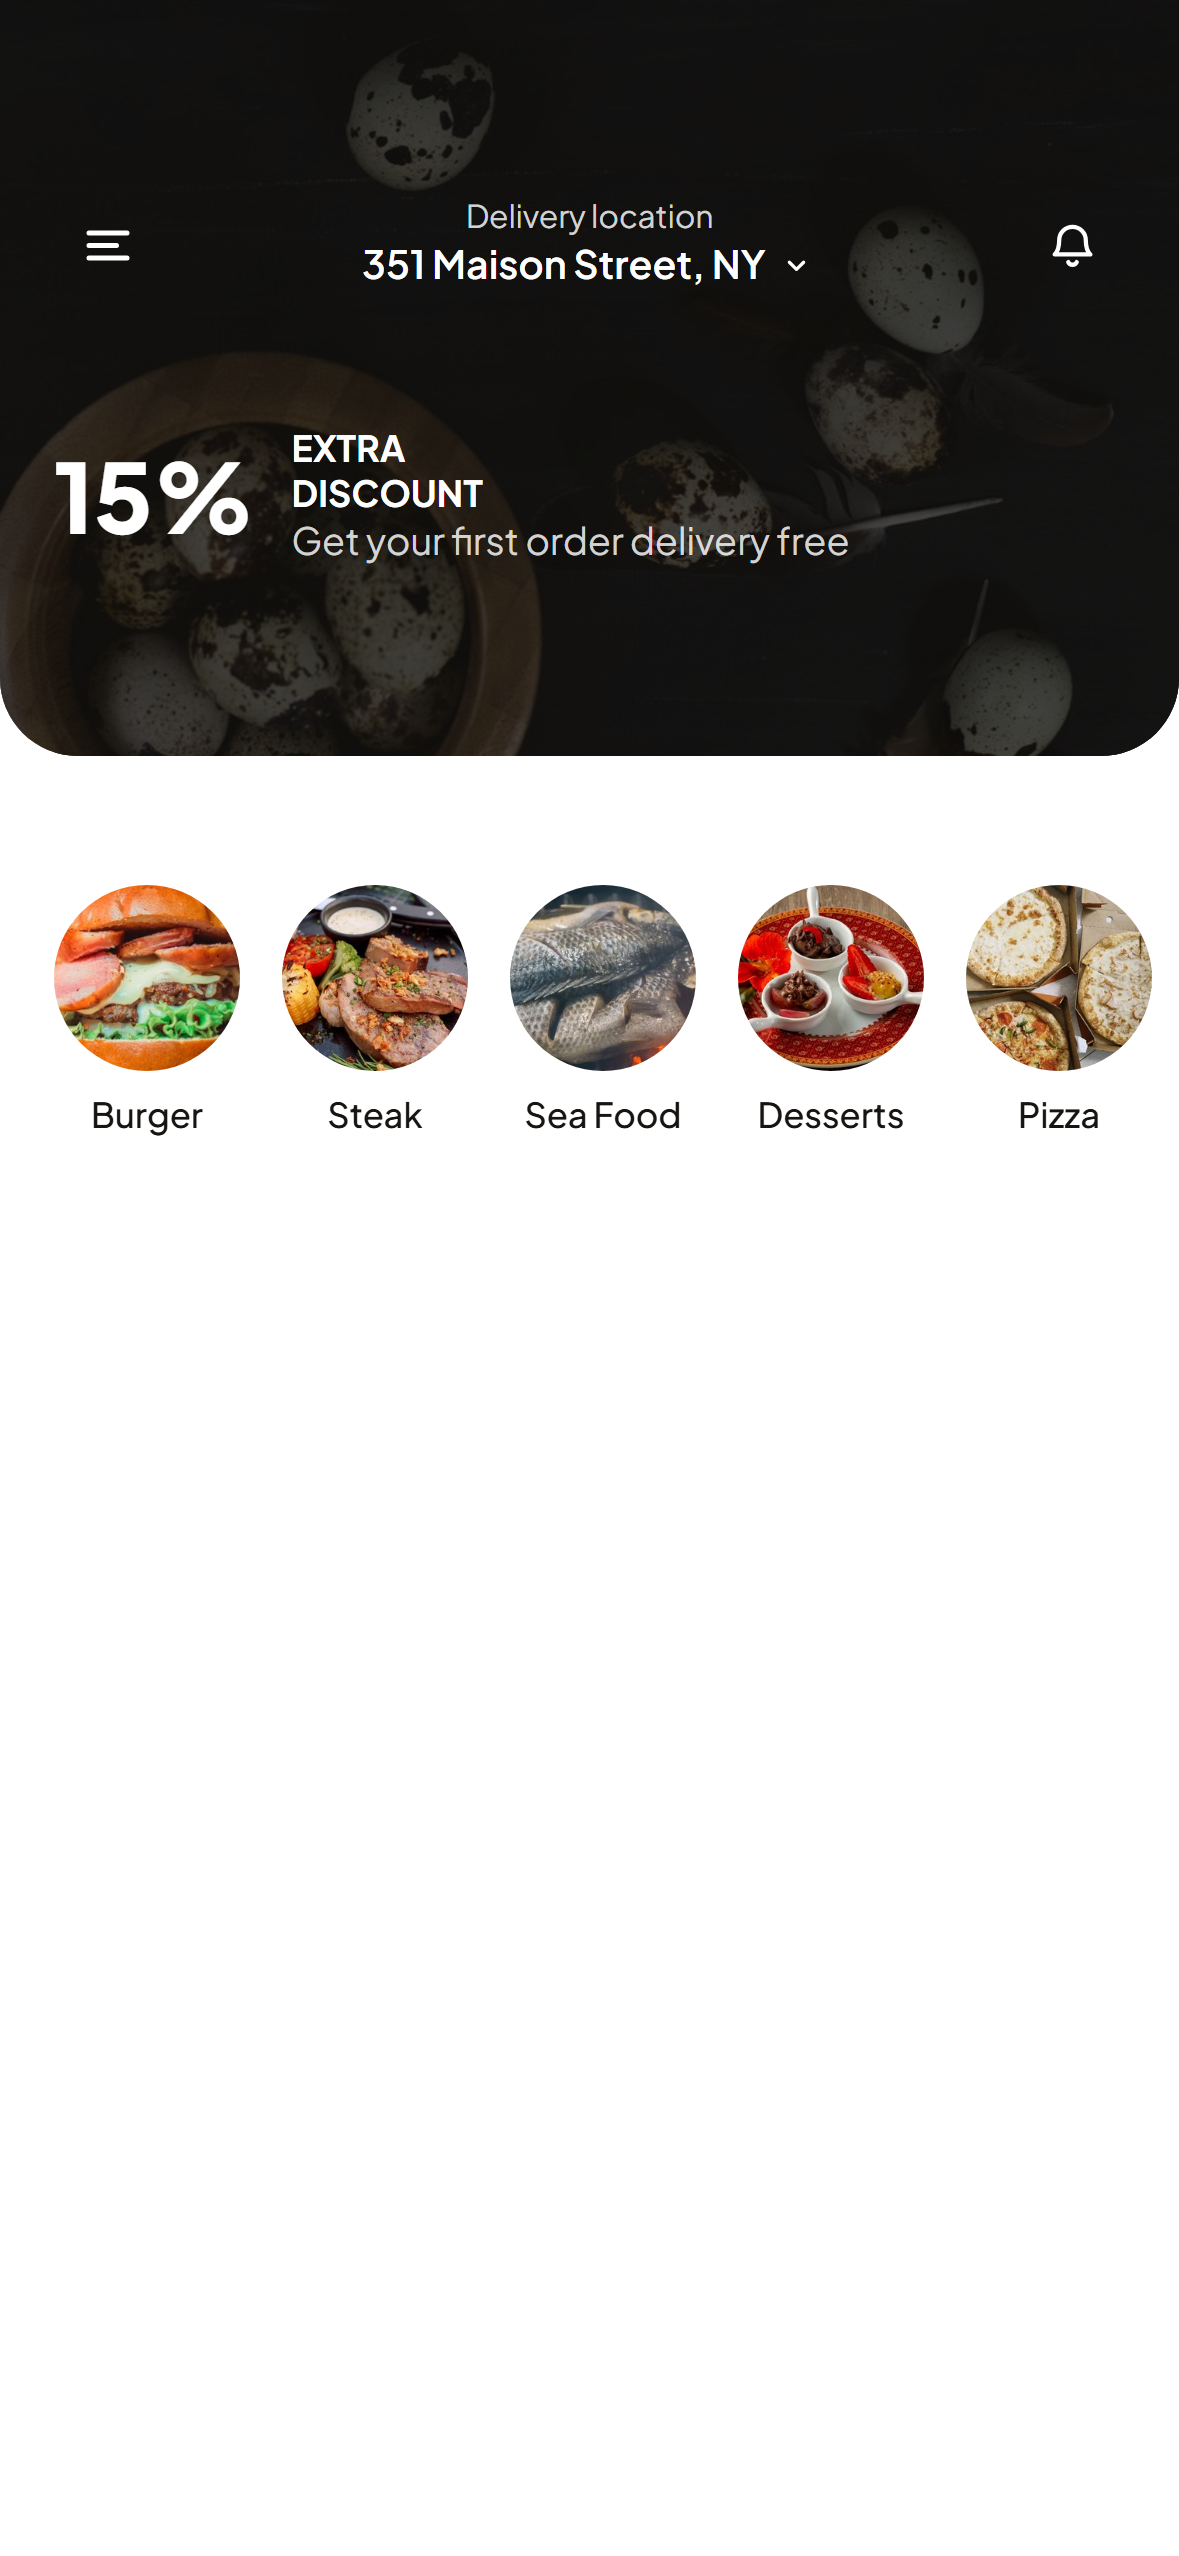 Delivery location
351 Maison Street, NY
15%
EXTRA
DISCOUNT
Get your first order delivery free
Burger
Steak
Sea Food
Desserts
Pizza